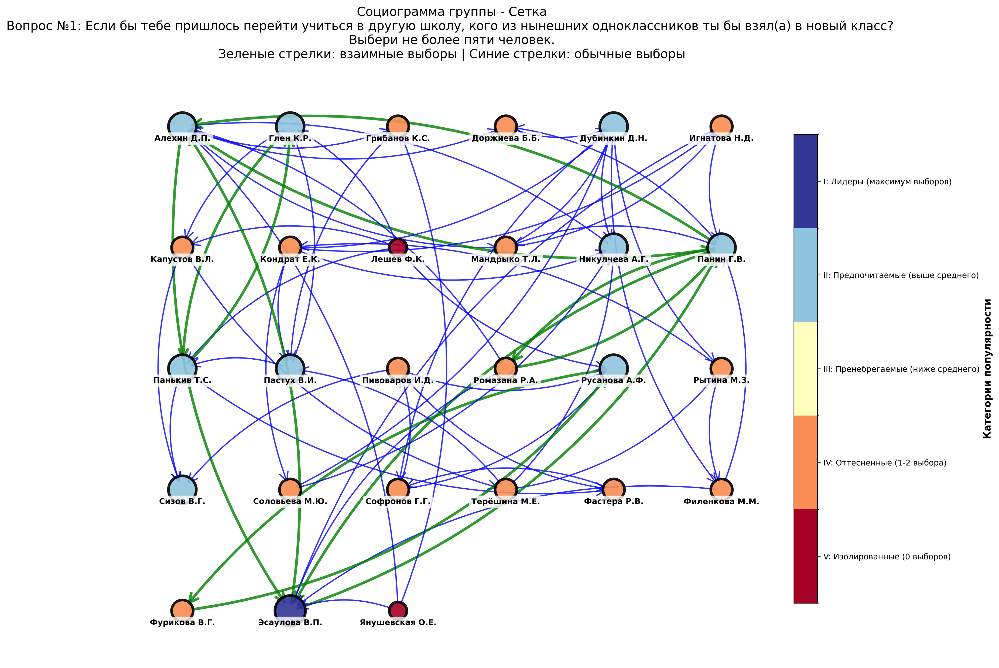 Социограмма группы - Сетка
Вопрос №1: Если бы тебе пришлось перейти учиться в другую школу, кого из нынешних одноклассников ты бы взял(а) в новый класс?
Выбери не более пяти человек.
Зеленые стрелки: взаимные выборы | Синие стрелки: обычные выборы
Алехин Д.П.
Глен К.Р.
Грибанов К.С.
Доржиева Б.Б.
Дубинкин Д.Н.
Игнатова Н.Д.
Капустов В.Л.
Кондрат Е.К.
Лешев Ф.К.
Мандрыко Т.Л.
Никулчева А.Г.
Панин Г.В.
Панькив Т.С.
Пастух В.И.
Пивоваров И.Д.
Ромазана Р.А.
Русанова А.Ф.
Рытина М.З.
Сизов В.Г.
Соловьева М.Ю.
Софронов Г.Г.
Терёшина М.Е.
Фастера Р.В.
Филенкова М.М.
Фурикова В.Г.
Эсаулова В.П.
Янушевская О.Е.
I: Лидеры (максимум выборов)
II: Предпочитаемые (выше среднего)
III: Пренебрегаемые (ниже среднего)
IV: Оттесненные (1-2 выбора)
V: Изолированные (0 выборов)
Категории популярности